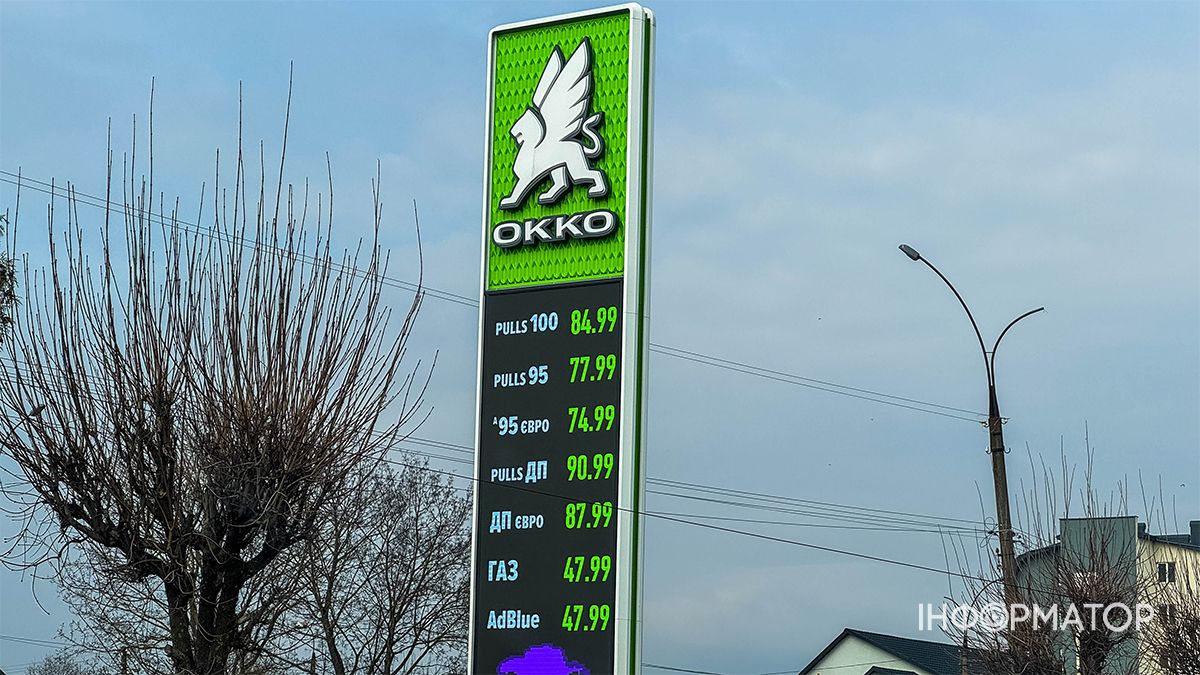 OKKO
PULLS 100 84.99
PULLS 95 77.99
А95 ЄВРО 74.99
PULLS ДП 90.99
ДП ЄВРО 87.99
ГАЗ 47.99
AdBlue 47.99
ІНФОРМАТОР